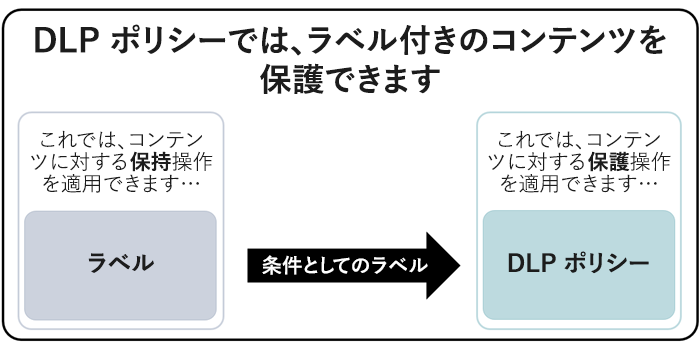 DLP ポリシーでは、ラベル付きのコンテンツを
保護できます
これでは、コンテン
ツに対する保持操作
を適用できます…
ラベル
条件としてのラベル
これでは、コンテン
ツに対する保護操作
を適用できます…
DLP ポリシー